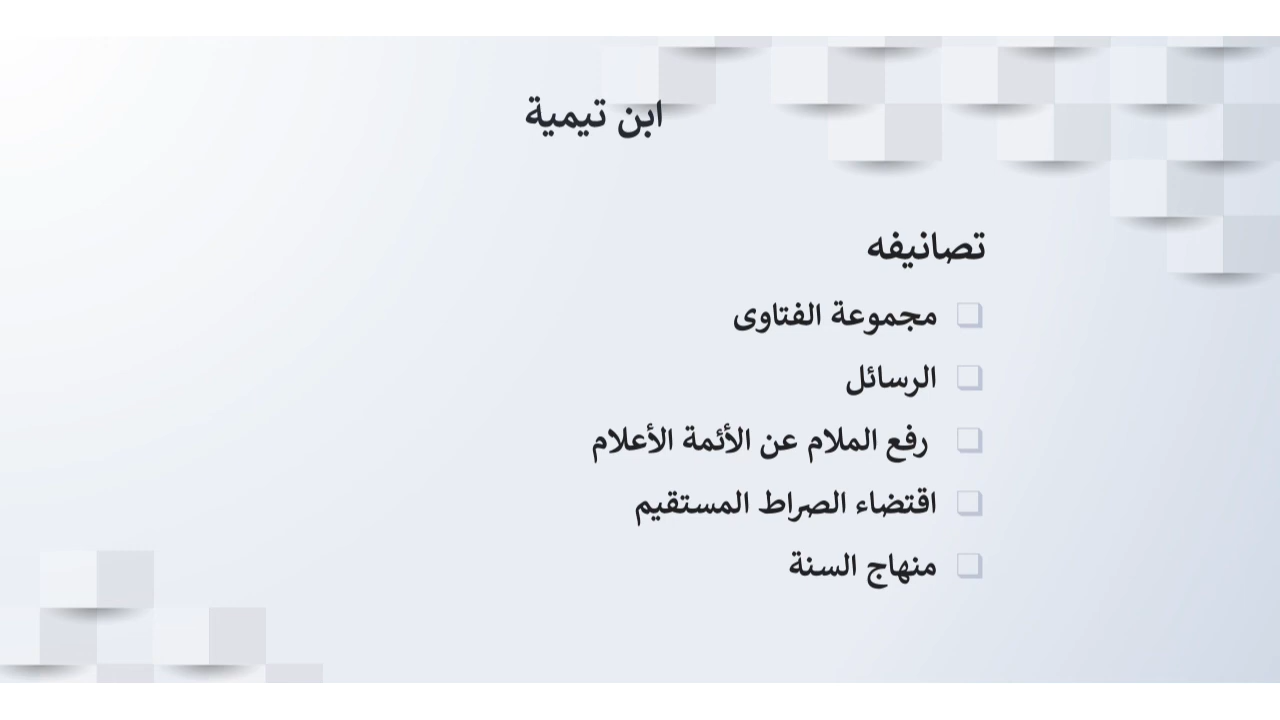 ابن تيمية
تصانيفه
مجموعة الفتاوى
الرسائل
رفع الملام عن الأئمة الأعلام
اقتضاء الصراط المستقيم
منهاج السنة